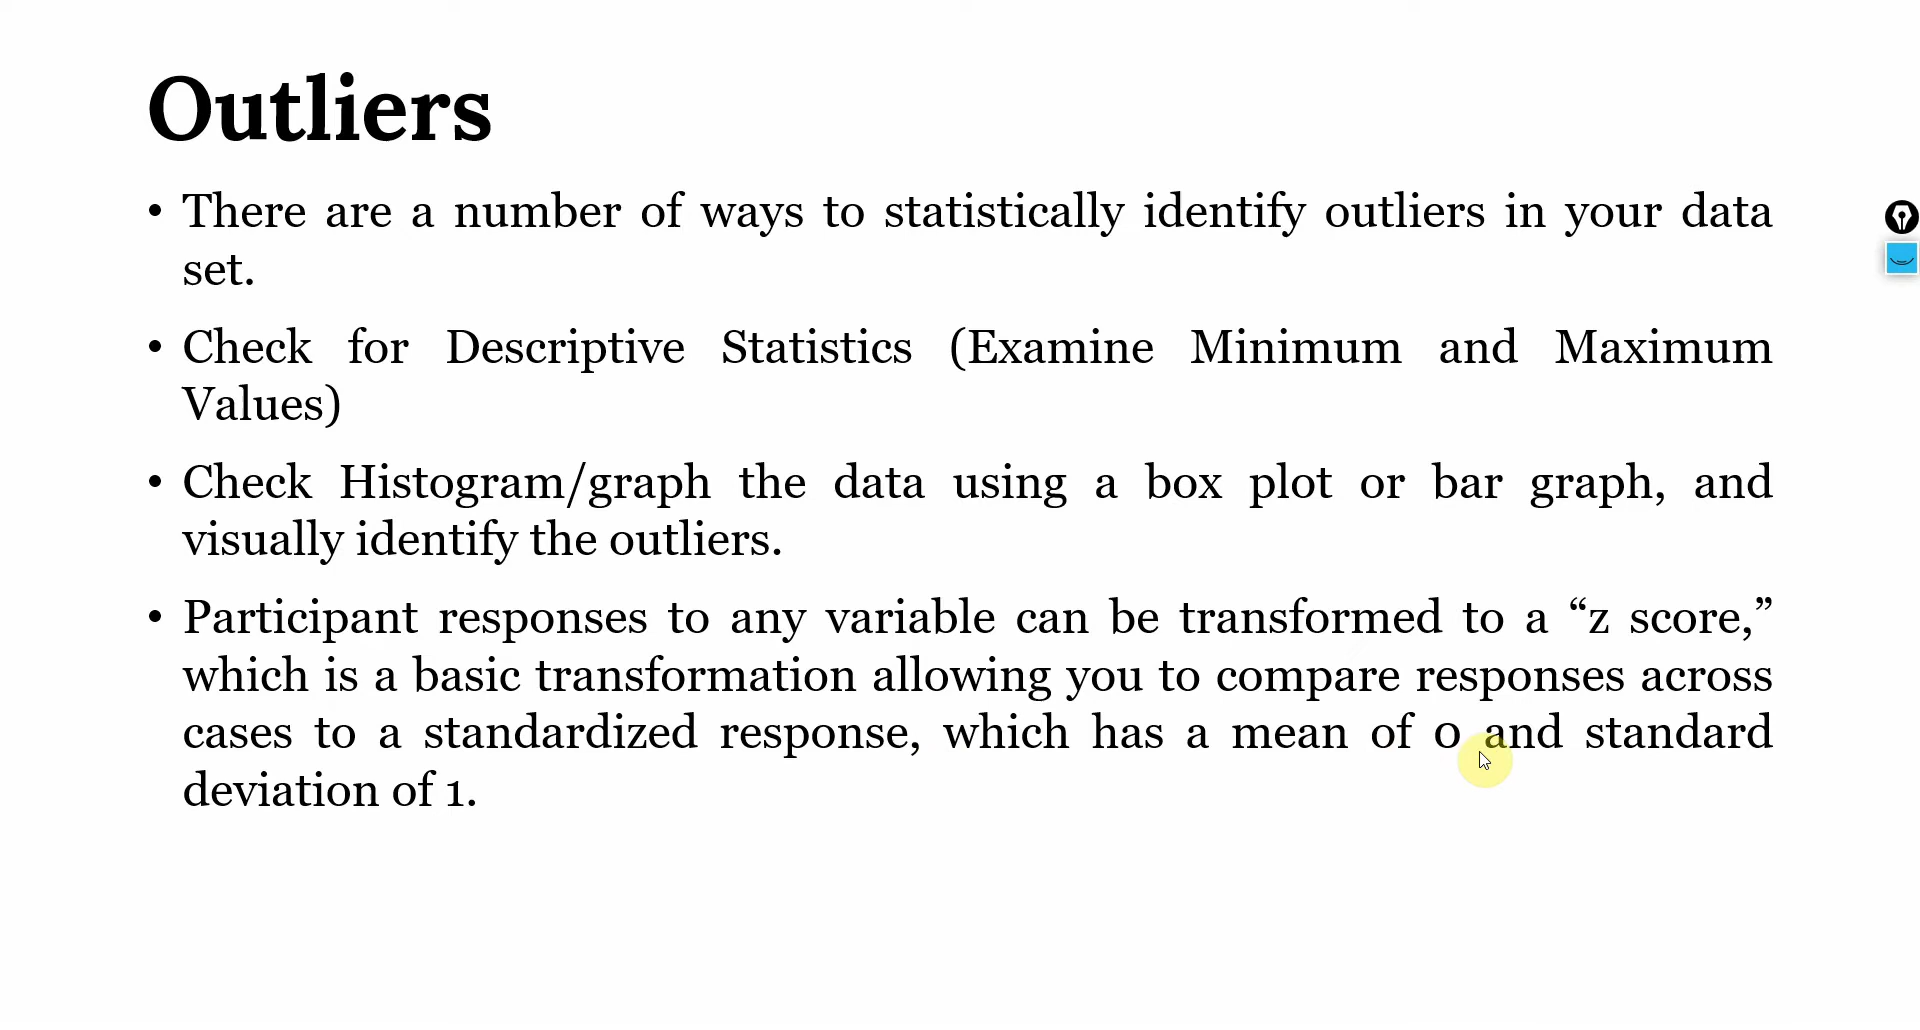 Outliers
• There are a number of ways to statistically identify outliers in your data
set.
• Check for Descriptive Statistics (Examine Minimum and Maximum
Values)
• Check Histogram/graph the data using a box plot or bar graph, and
visually identify the outliers.
• Participant responses to any variable can be transformed to a “z score,”
which is a basic transformation allowing you to compare responses across
cases to a standardized response, which has a mean of 0 and standard
deviation of 1.